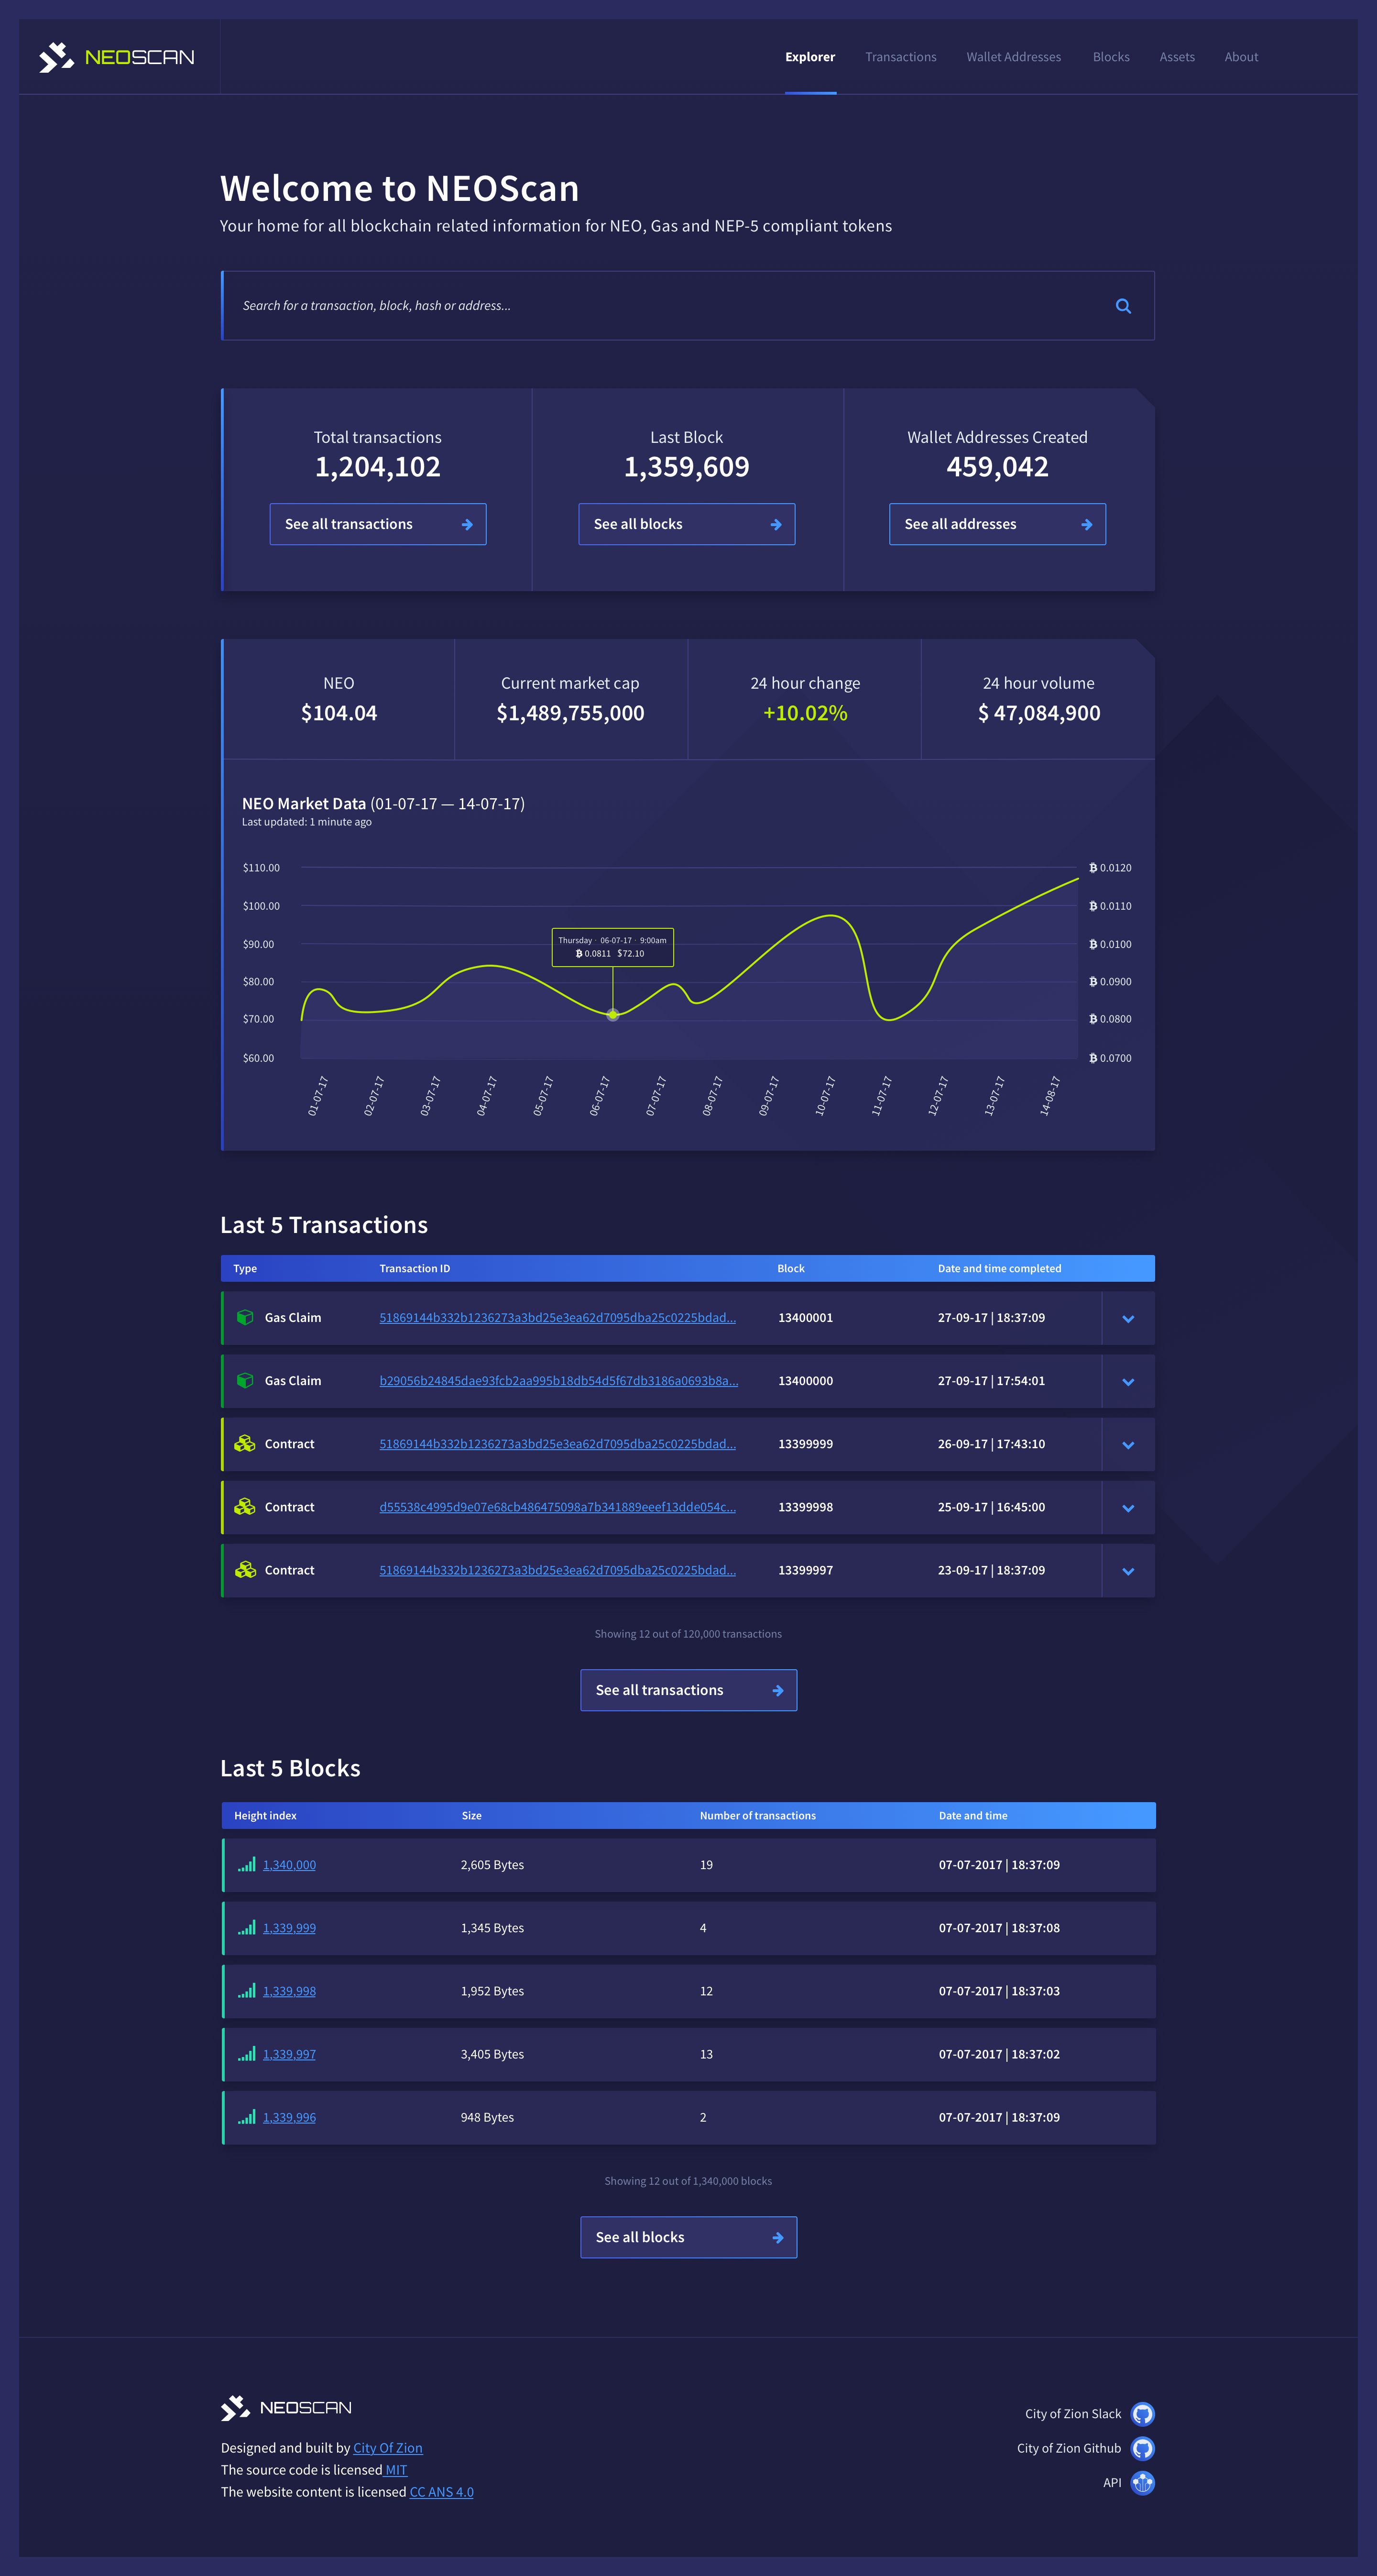 NEOSCAN
Explorer Transactions Wallet Addresses Blocks Assets About
Welcome to NEOScan
Your home for all blockchain related information for NEO, Gas and NEP-5 compliant tokens
Search for a transaction, block, hash or address...
Total transactions Last Block Wallet Addresses Created
1,204,102 1,359,609 459,042
See all transactions See all blocks See all addresses
NEO Current market cap 24 hour change 24 hour volume
$104.04 $1,489,755,000 +10.02% $ 47,084,900
NEO Market Data (01-07-17 — 14-07-17)
Last updated: 1 minute ago
$110.00 ₿ 0.0120
$100.00 ₿ 0.0110
$90.00 ₿ 0.0100
Thursday · 06-07-17 · 9:00am
₿ 0.0811 $72.10
$80.00 ₿ 0.0900
$70.00 ₿ 0.0800
$60.00 ₿ 0.0700
01-07-17 02-07-17 03-07-17 04-07-17 05-07-17 06-07-17 07-07-17 08-07-17 09-07-17 10-07-17 11-07-17 12-07-17 13-07-17 14-08-17
Last 5 Transactions
Type Transaction ID Block Date and time completed
Gas Claim 51869144b332b1236273a3bd25e3ea62d7095dba25c0225bdad... 13400001 27-09-17 | 18:37:09
Gas Claim b29056b24845dae93fcb2aa995b18db54d5f67db3186a0693b8a... 13400000 27-09-17 | 17:54:01
Contract 51869144b332b1236273a3bd25e3ea62d7095dba25c0225bdad... 13399999 26-09-17 | 17:43:10
Contract d55538c4995d9e07e68cb486475098a7b341889eeef13dde054c... 13399998 25-09-17 | 16:45:00
Contract 51869144b332b1236273a3bd25e3ea62d7095dba25c0225bdad... 13399997 23-09-17 | 18:37:09
Showing 12 out of 120,000 transactions
See all transactions
Last 5 Blocks
Height index Size Number of transactions Date and time
1,340,000 2,605 Bytes 19 07-07-2017 | 18:37:09
1,339,999 1,345 Bytes 4 07-07-2017 | 18:37:08
1,339,998 1,952 Bytes 12 07-07-2017 | 18:37:03
1,339,997 3,405 Bytes 13 07-07-2017 | 18:37:02
1,339,996 948 Bytes 2 07-07-2017 | 18:37:09
Showing 12 out of 1,340,000 blocks
See all blocks
NEOSCAN
Designed and built by City Of Zion
The source code is licensed MIT
The website content is licensed CC ANS 4.0
City of Zion Slack
City of Zion Github
API